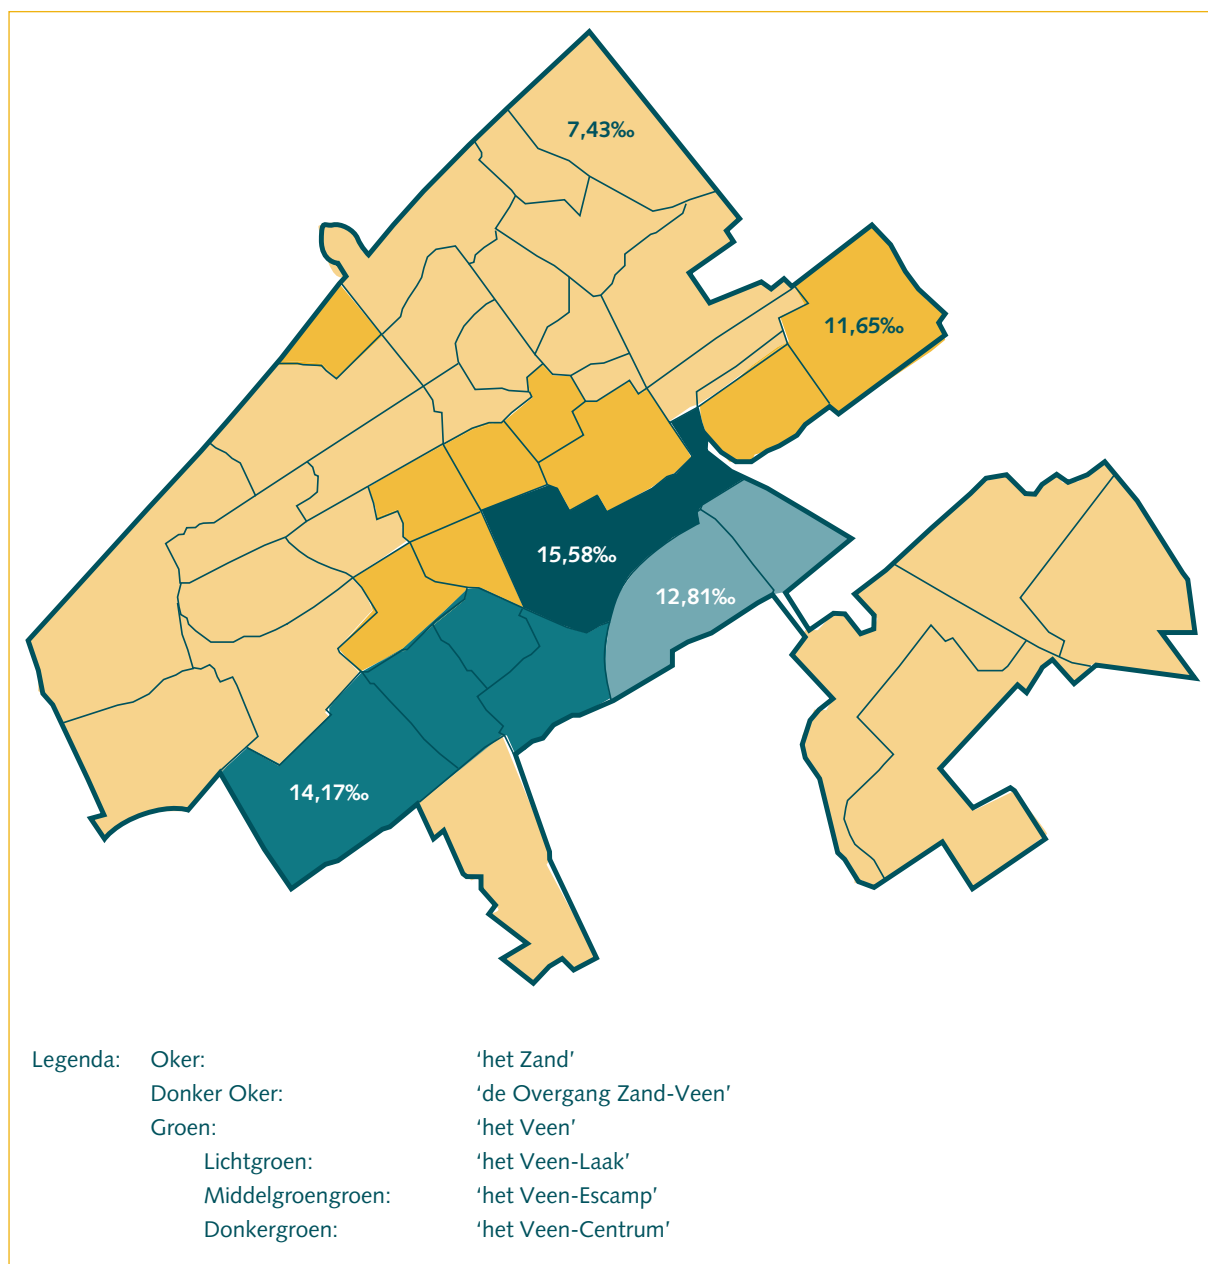 7,43‰
11,65‰
15,58‰
12,81‰
14,17‰
Legenda: Oker: ‘het Zand’
Donker Oker: ‘de Overgang Zand-Veen’
Groen: ‘het Veen’
Lichtgroen: ‘het Veen-Laak’
Middelgroengroen: ‘het Veen-Escamp’
Donkergroen: ‘het Veen-Centrum’